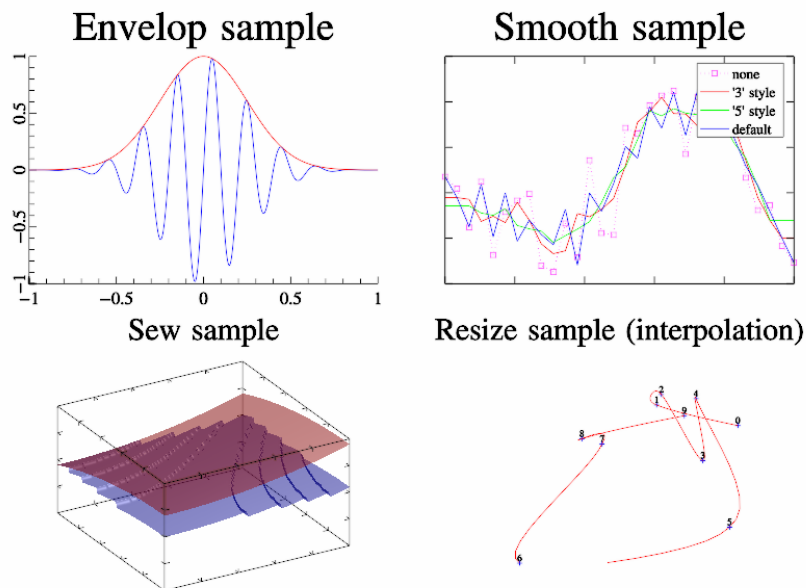 Envelop sample
Smooth sample
1
0.5
0
−0.5
−1
−1 −0.5 0 0.5 1
none
'3' style
'5' style
default
Sew sample
Resize sample (interpolation)
2 4
1 9 0
8 7
3
5
6